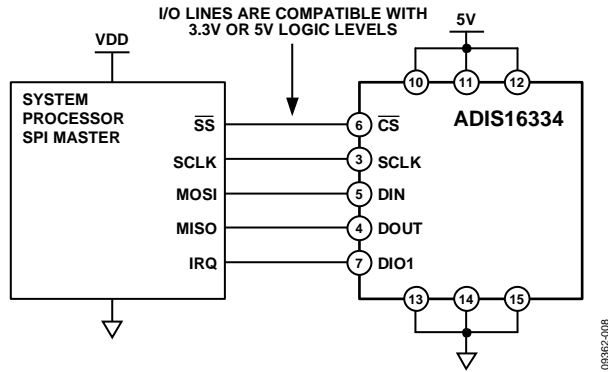 I/O LINES ARE COMPATIBLE WITH
3.3V OR 5V LOGIC LEVELS
VDD
5V
10 11 12
SYSTEM
PROCESSOR
SPI MASTER
ADIS16334
SS 6 CS
SCLK 3 SCLK
MOSI 5 DIN
MISO 4 DOUT
IRQ 7 DIO1
13 14 15
09362-008